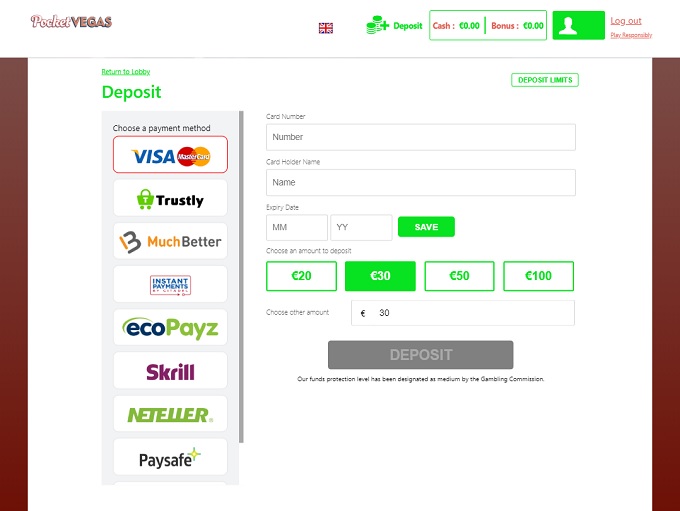 PocketVEGAS
Deposit
Cash : €0.00
Bonus : €0.00
Log out
Play Responsibly
Return to Lobby
Deposit
DEPOSIT LIMITS
Choose a payment method
VISA MasterCard
Trustly
MuchBetter
INSTANT
PAYMENTS
BY CITADEL
ecoPayz
Skrill
NETELLER
Paysafe
Card Number
Number
Card Holder Name
Name
Expiry Date
MM
YY
SAVE
Choose an amount to deposit
€20
€30
€50
€100
Choose other amount
€ 30
DEPOSIT
Our funds protection level has been designated as medium by the Gambling Commission.